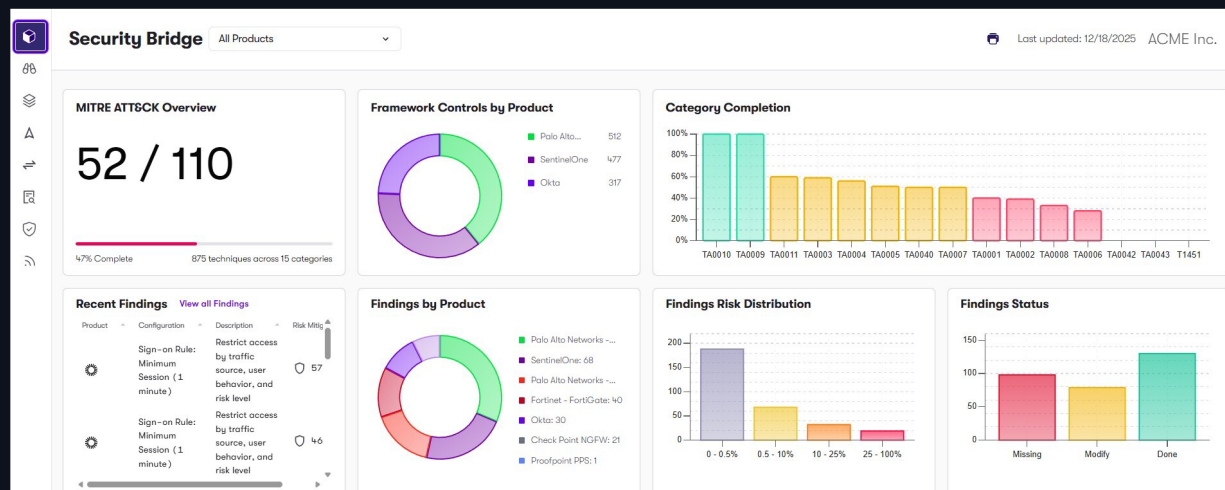 Security Bridge
All Products
Last updated: 12/18/2025
ACME Inc.
MITRE ATT&CK Overview
52 / 110
47% Complete
875 techniques across 15 categories
Framework Controls by Product
Palo Alto... 512
SentinelOne 477
Okta 317
Category Completion
100%
80%
60%
40%
20%
0%
TA0010 TA0009 TA0011 TA0003 TA0004 TA0005 TA0040 TA0007 TA0001 TA0002 TA0008 TA0006 TA0042 TA0043 T1451
Recent Findings
View all Findings
Product Configuration Description Risk Mitig
Sign-on Rule:
Minimum
Session (1
minute)
Restrict access
by traffic
source, user
behavior, and
risk level
57
Sign-on Rule:
Minimum
Session (1
minute)
Restrict access
by traffic
source, user
behavior, and
risk level
46
Findings by Product
Palo Alto Networks -...
SentinelOne: 68
Palo Alto Networks -...
Fortinet - FortiGate: 40
Okta: 30
Check Point NGFW: 21
Proofpoint PPS: 1
Findings Risk Distribution
200
150
100
50
0
0 - 0.5% 0.5 - 10% 10 - 25% 25 - 100%
Findings Status
150
100
50
0
Missing Modify Done